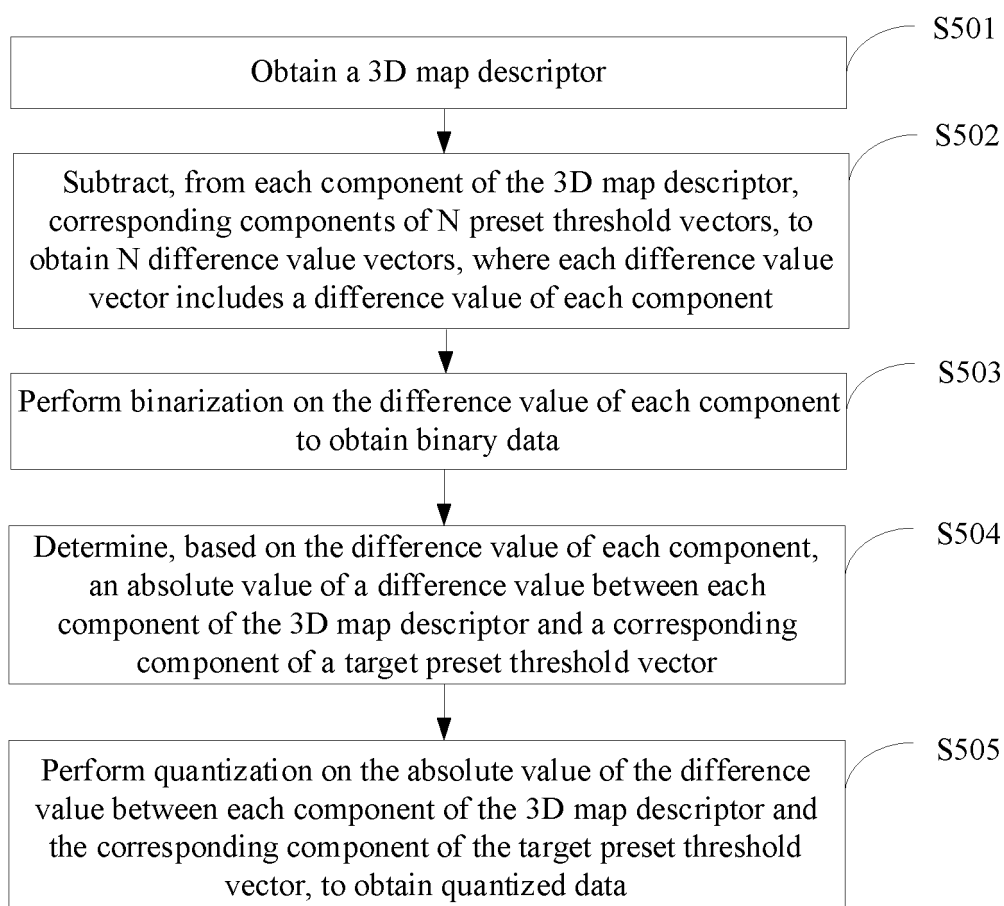 S501
Obtain a 3D map descriptor
S502
Subtract, from each component of the 3D map descriptor,
corresponding components of N preset threshold vectors, to
obtain N difference value vectors, where each difference value
vector includes a difference value of each component
S503
Perform binarization on the difference value of each component
to obtain binary data
S504
Determine, based on the difference value of each component,
an absolute value of a difference value between each
component of the 3D map descriptor and a corresponding
component of a target preset threshold vector
S505
Perform quantization on the absolute value of the difference
value between each component of the 3D map descriptor and
the corresponding component of the target preset threshold
vector, to obtain quantized data